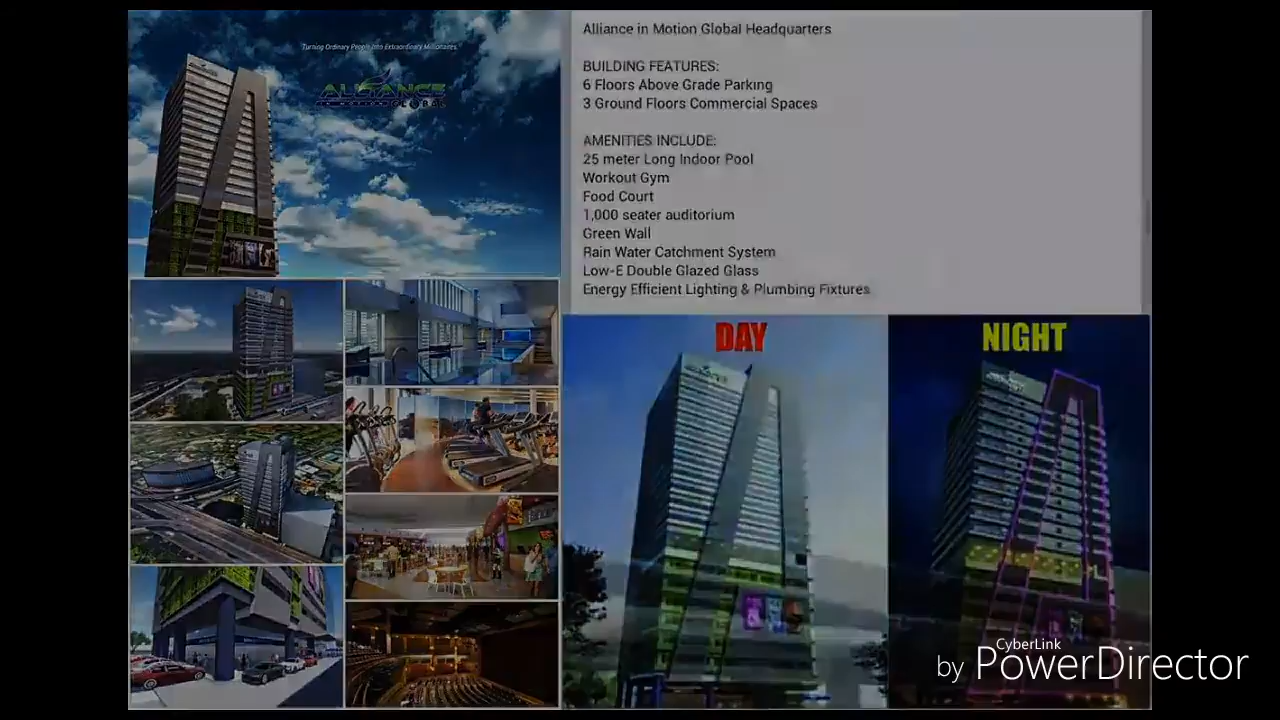 Turning Ordinary People Into Extraordinary Millionaires
ALLIANCE
IN MOTION GLOBAL
Alliance in Motion Global Headquarters
BUILDING FEATURES:
6 Floors Above Grade Parking
3 Ground Floors Commercial Spaces
AMENITIES INCLUDE:
25 meter Long Indoor Pool
Workout Gym
Food Court
1,000 seater auditorium
Green Wall
Rain Water Catchment System
Low-E Double Glazed Glass
Energy Efficient Lighting & Plumbing Fixtures
DAY
NIGHT
CyberLink
by PowerDirector